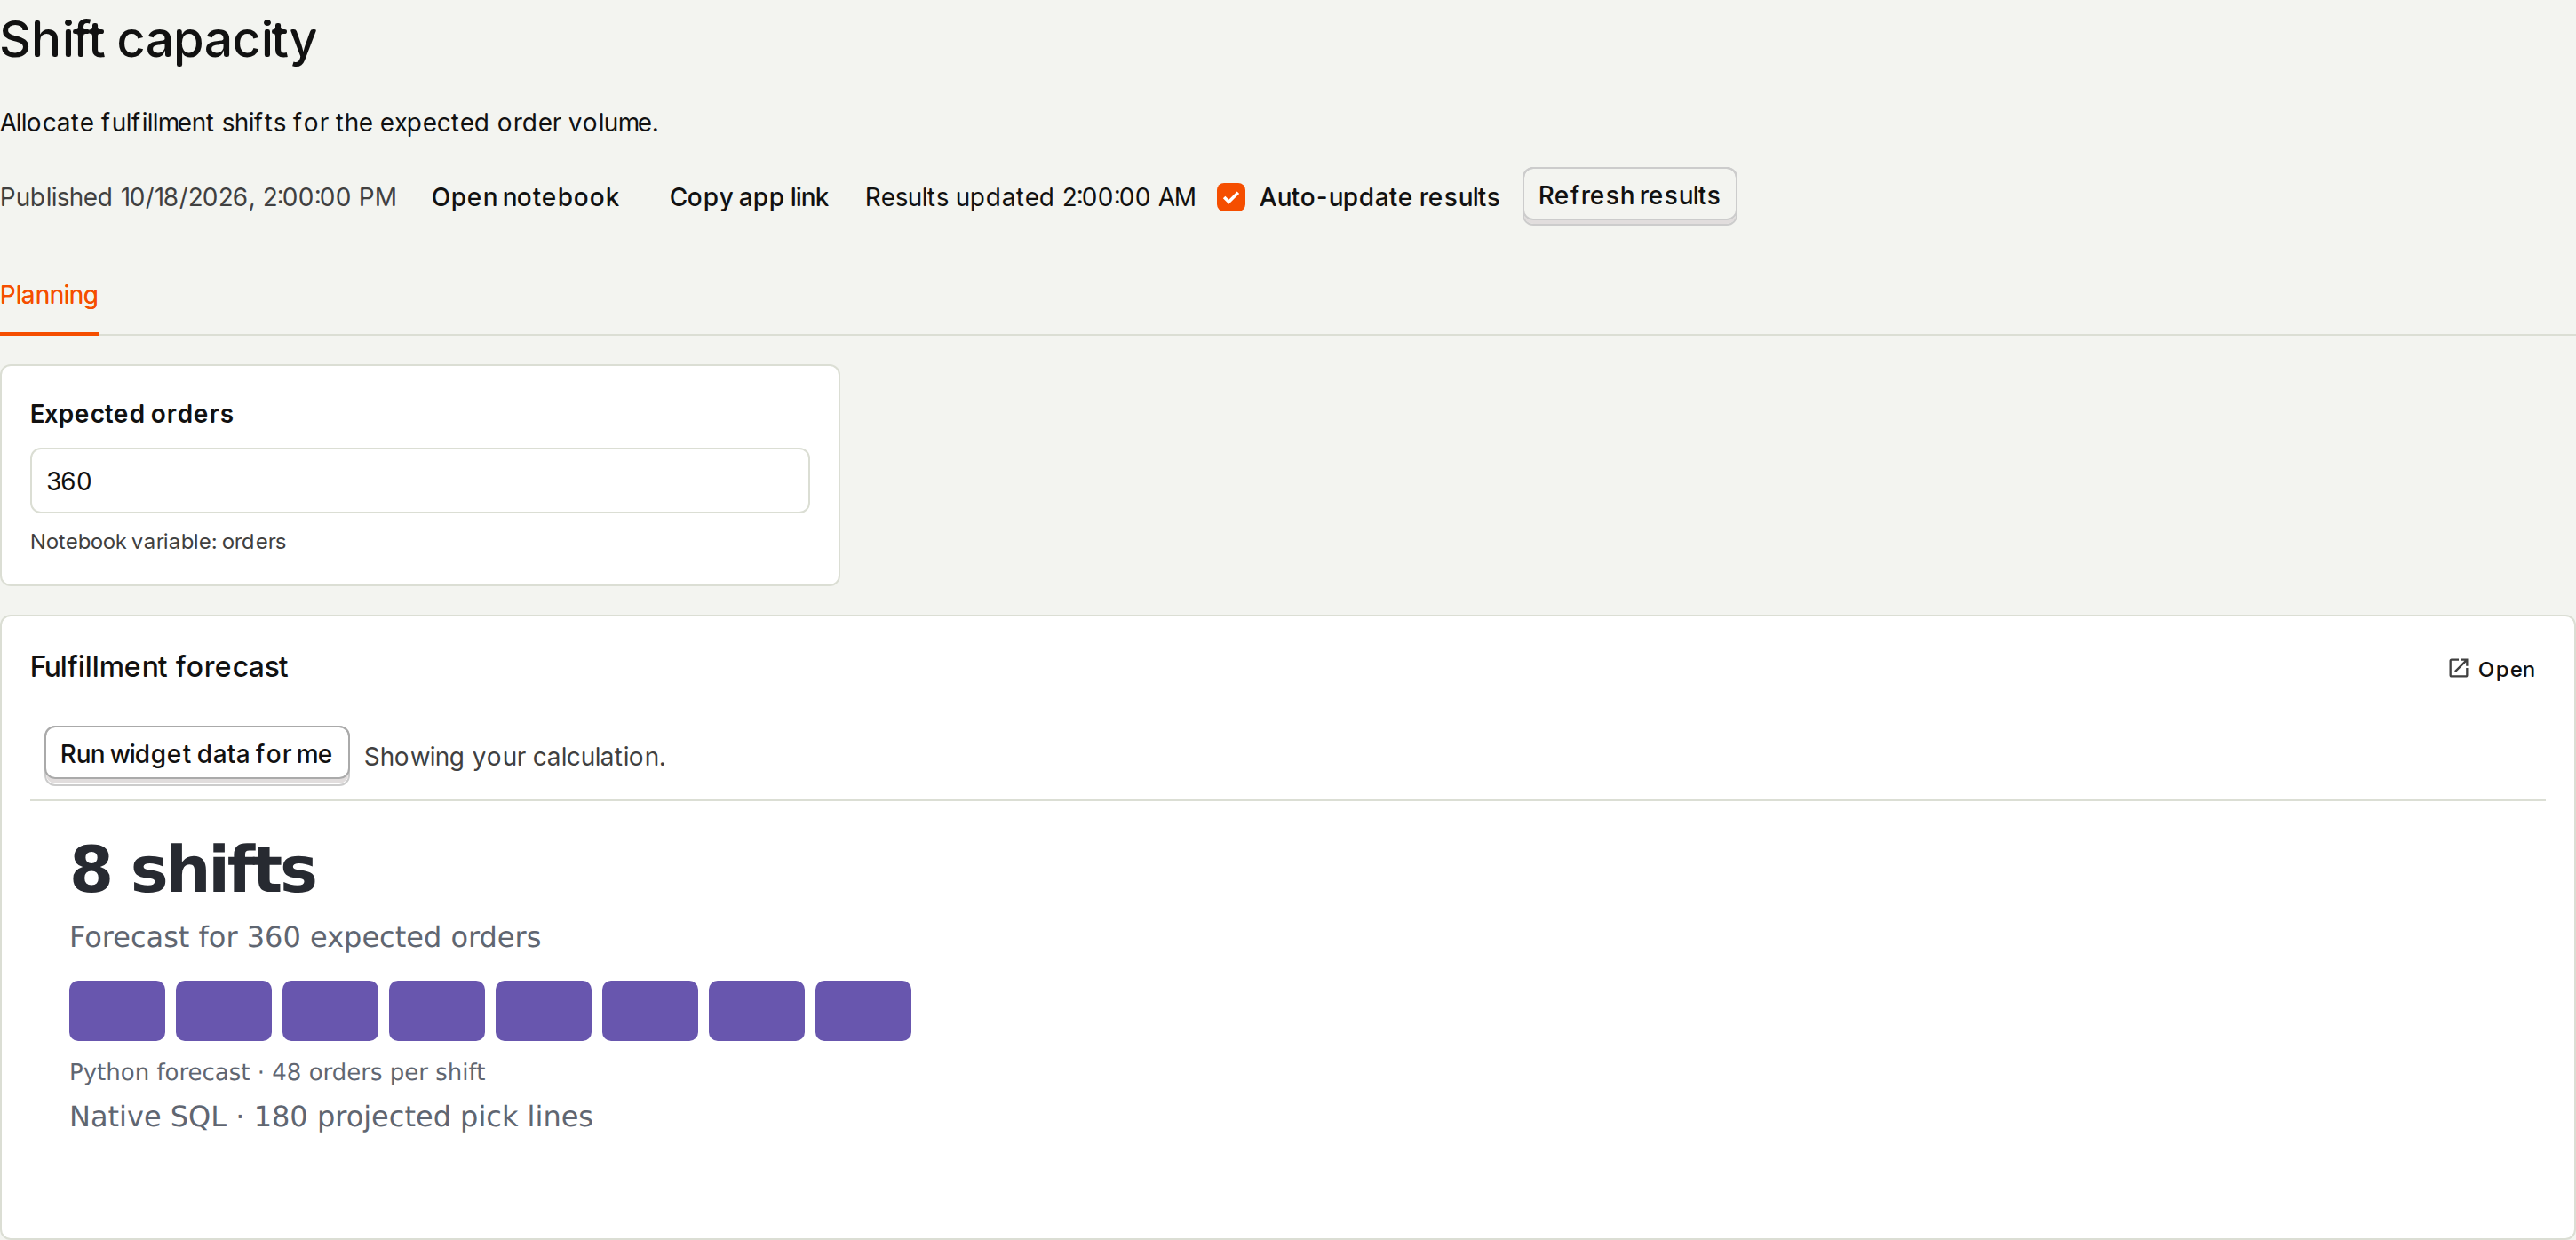 Shift capacity
Allocate fulfillment shifts for the expected order volume.
Published 10/18/2026, 2:00:00 PM Open notebook Copy app link Results updated 2:00:00 AM Auto-update results Refresh results
Planning
Expected orders
360
Notebook variable: orders
Fulfillment forecast Open
Run widget data for me Showing your calculation.
8 shifts
Forecast for 360 expected orders
Python forecast · 48 orders per shift
Native SQL · 180 projected pick lines